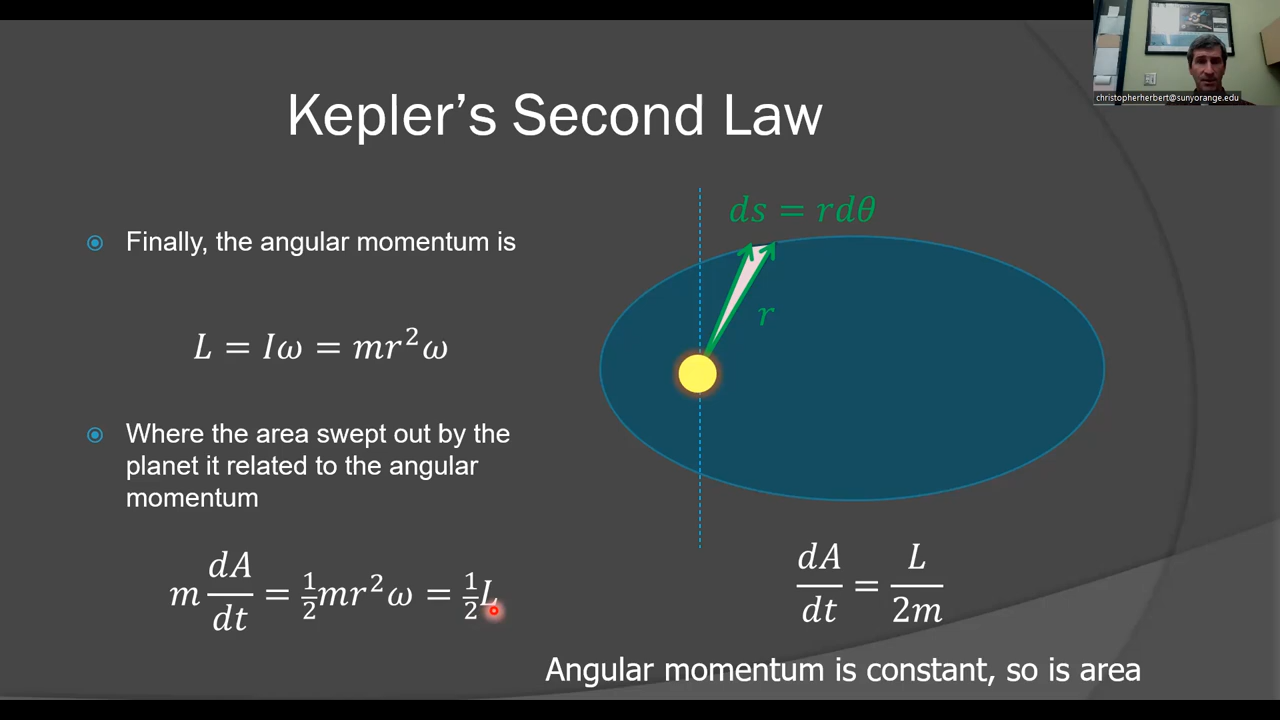 christopherherbert@sunyorange.edu
Kepler's Second Law
Finally, the angular momentum is
L = Iω = mr²ω
Where the area swept out by the
planet it related to the angular
momentum
m dA/dt = ½mr²ω = ½L
ds = rdθ
r
dA/dt = L/2m
Angular momentum is constant, so is area